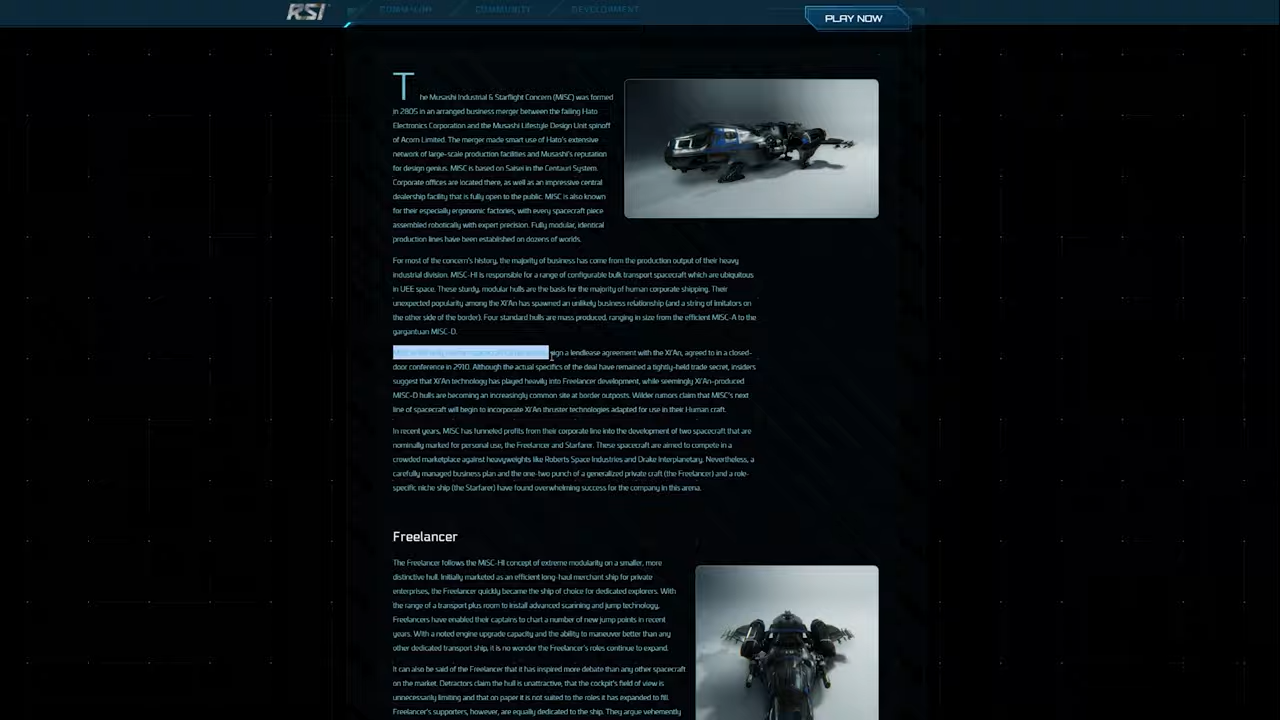 RSI
COMM/HI
COMMUNITY
DEVELOPMENT
PLAY NOW
The Musashi Industrial & Starflight Concern (MISC) was formed
in 2805 in an arranged business merger between the failing Hato
Electronics Corporation and the Musashi Lifestyle Design Unit spinoff
of Acorn Limited. The merger made smart use of Hato's extensive
network of large-scale production facilities and Musashi's reputation
for design genius. MISC is based on Saisei in the Centauri System.
Corporate offices are located there, as well as an impressive central
dealership facility that is fully open to the public. MISC is also known
for their especially ergonomic factories, with every spacecraft piece
assembled robotically with expert precision. Fully modular, identical
production lines have been established on dozens of worlds.
For most of the concern's history, the majority of business has come from the production output of their heavy
industrial division. MISC-HI is responsible for a range of configurable bulk transport spacecraft which are ubiquitous
in UEE space. These sturdy, modular hulls are the basis for the majority of human corporate shipping. Their
unexpected popularity among the Xi'An has spawned an unlikely business relationship (and a string of imitators on
the other side of the border). Four standard hulls are mass produced, ranging in size from the efficient MISC-A to the
gargantuan MISC-D.
sign a lendlease agreement with the Xi'An, agreed to in a closed-
door conference in 2910. Although the actual specifics of the deal have remained a tightly-held trade secret, insiders
suggest that Xi'An technology has played heavily into Freelancer development, while seemingly Xi'An-produced
MISC-D hulls are becoming an increasingly common site at border outposts. Wilder rumors claim that MISC's next
line of spacecraft will begin to incorporate Xi'An thruster technologies adapted for use in their Human craft.
In recent years, MISC has funneled profits from their corporate line into the development of two spacecraft that are
nominally marked for personal use, the Freelancer and Starfarer. These spacecraft are aimed to compete in a
crowded marketplace against heavyweights like Roberts Space Industries and Drake Interplanetary. Nevertheless, a
carefully managed business plan and the one-two punch of a generalized private craft (the Freelancer) and a role-
specific niche ship (the Starfarer) have found overwhelming success for the company in this arena.
Freelancer
The Freelancer follows the MISC-HI concept of extreme modularity on a smaller, more
distinctive hull. Initially marketed as an efficient long-haul merchant ship for private
enterprises, the Freelancer quickly became the ship of choice for dedicated explorers. With
the range of a transport plus room to install advanced scanning and jump technology,
Freelancers have enabled their captains to chart a number of new jump points in recent
years. With a noted engine upgrade capacity and the ability to maneuver better than any
other dedicated transport ship, it is no wonder the Freelancer's roles continue to expand.
It can also be said of the Freelancer that it has inspired more debate than any other spacecraft
on the market. Detractors claim the hull is unattractive, that the cockpit's field of view is
unnecessarily limiting and that on paper it is not suited to the roles it has expanded to fill.
Freelancer's supporters, however, are equally dedicated to the ship. They argue vehemently